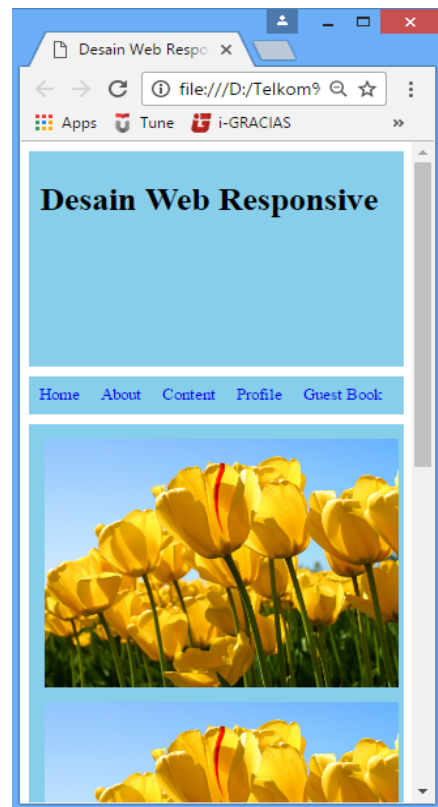 Desain Web Respo
file:///D:/Telkom9
Apps Tune i-GRACIAS »
Desain Web Responsive
Home About Content Profile Guest Book